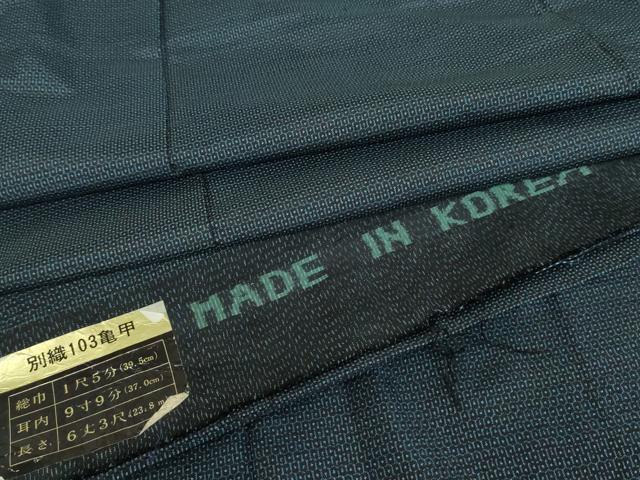 MADE IN KOREA
別織103亀甲
総巾 1尺5分(39.5cm)
耳内 9寸9分(37.0cm)
長さ 6丈3尺(23.8m